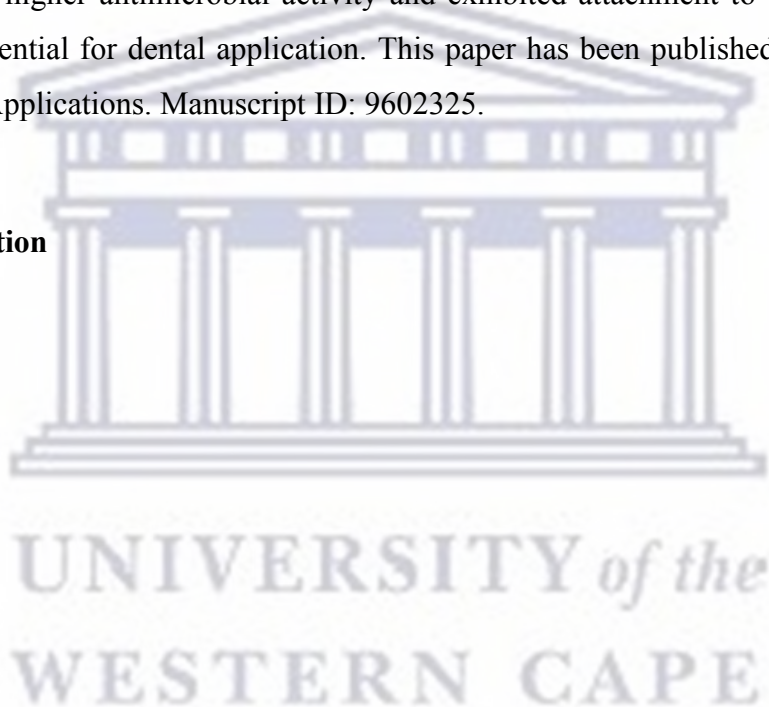 higher antimicrobial activity and exhibited attachment to
ential for dental application. This paper has been published
pplications. Manuscript ID: 9602325.
tion
UNIVERSITY of the
WESTERN CAPE